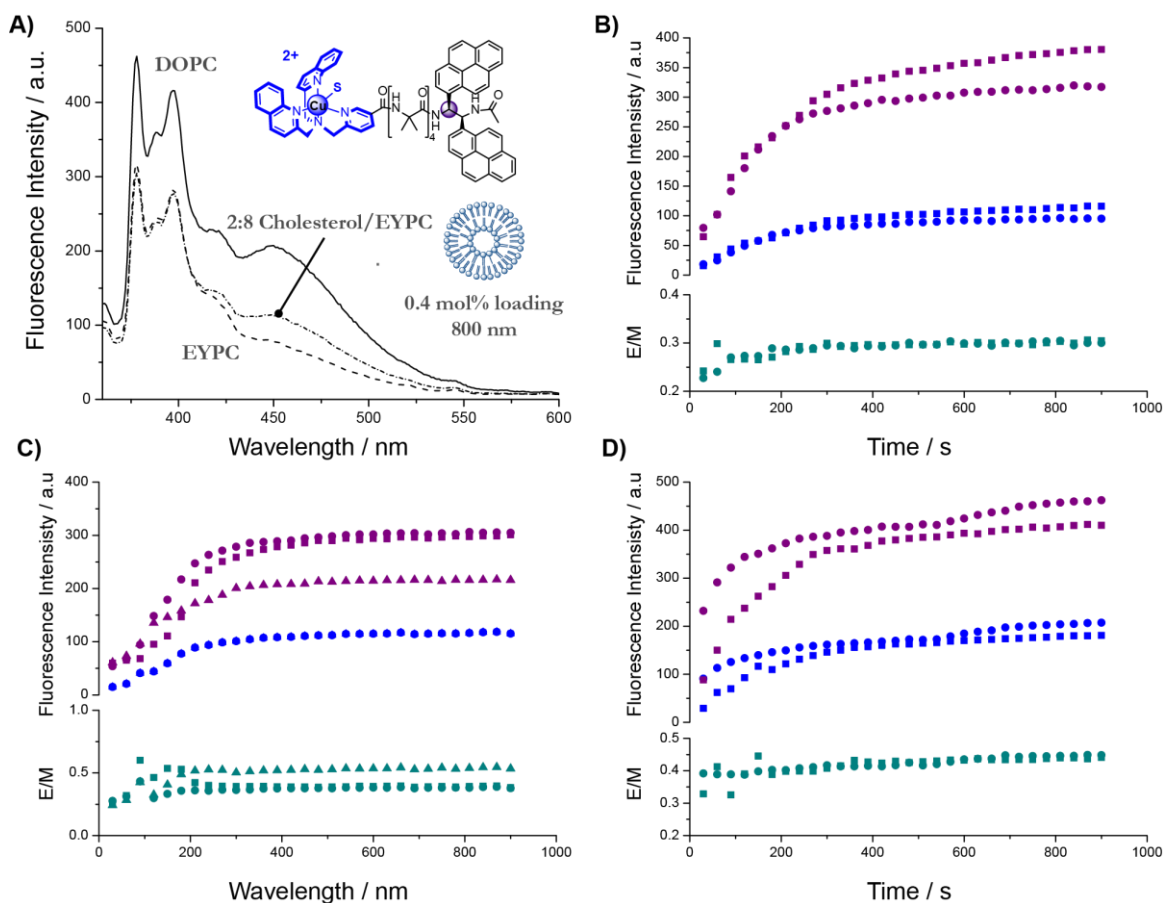 A)
500
400
300
200
100
0
Fluorescence Intensity / a.u.
DOPC
2:8 Cholesterol/EYPC
EYPC
0.4 mol% loading
800 nm
2+
N
S
Cu
N
N
N
O
H
N
N
H
O
4
N
H
H
N
O
400
450
500
550
600
Wavelength / nm
B)
400
350
300
250
200
150
100
50
0
Fluorescence Intensity / a.u
0.4
0.3
0.2
E/M
0
200
400
600
800
1000
Time / s
C)
400
300
200
100
0
Fluorescence Intensisty / a.u
1.0
0.5
0.0
E/M
0
200
400
600
800
1000
Wavelength / nm
D)
500
400
300
200
100
0
Fluorescence Intensity / a.u
0.5
0.4
0.3
0.2
E/M
0
200
400
600
800
1000
Time / s